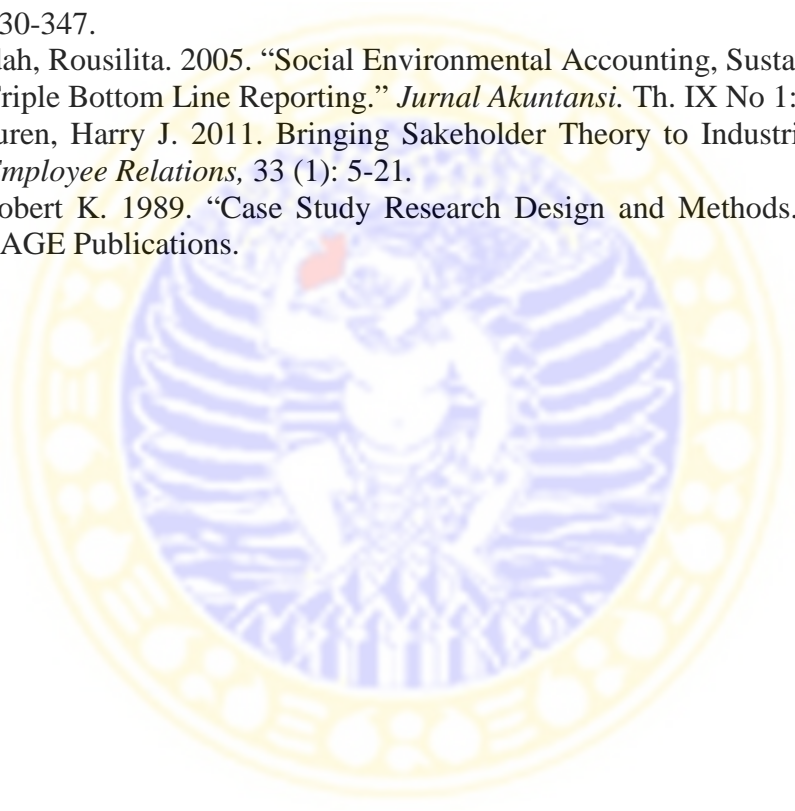 30-347.
lah, Rousilita. 2005. “Social Environmental Accounting, Susta
Triple Bottom Line Reporting.” Jurnal Akuntansi. Th. IX No 1:
uren, Harry J. 2011. Bringing Sakeholder Theory to Industri
Employee Relations, 33 (1): 5-21.
obert K. 1989. “Case Study Research Design and Methods.
AGE Publications.